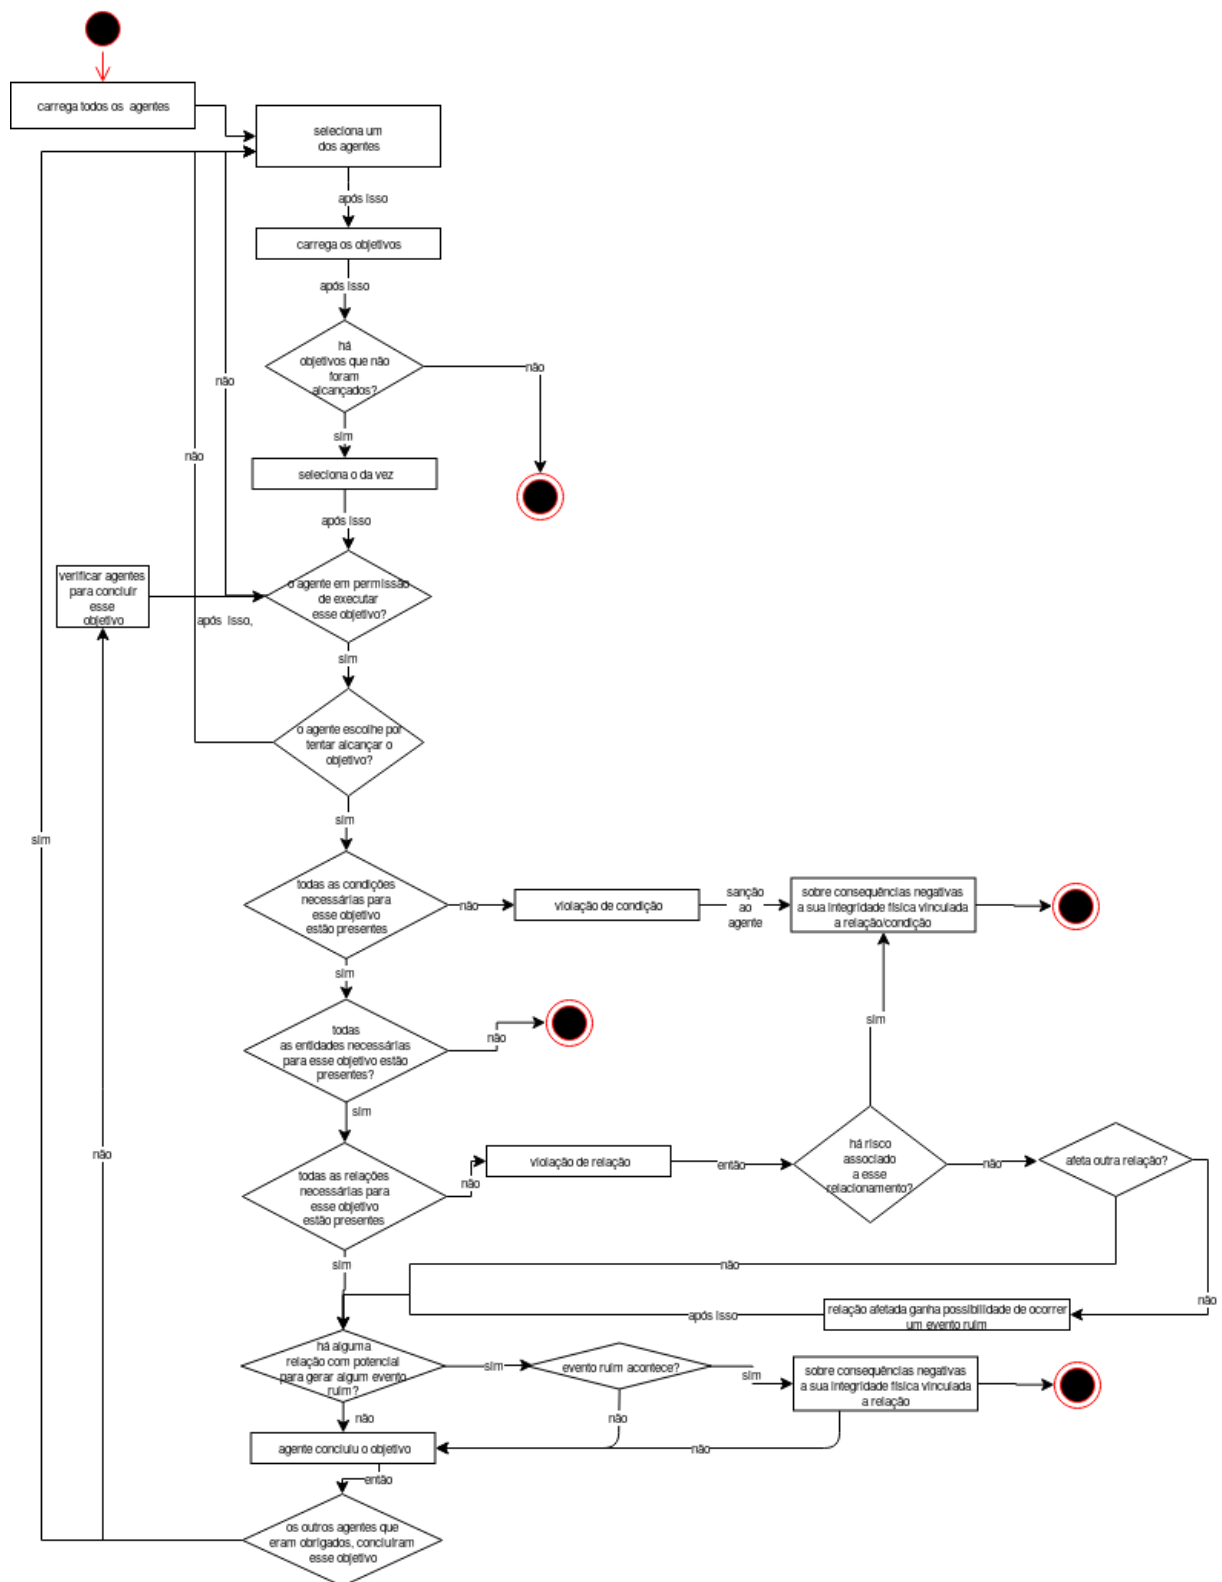 carrega todos os agentes
seleciona um
dos agentes
após isso
carrega os objetivos
após isso
há
objetivos que não
foram
alcançados?
não
não
sim
não
seleciona o da vez
após isso
verificar agentes
para concluir
esse
objetivo
após isso,
o agente em permissão
de executar
esse objetivo?
sim
o agente escolhe por
tentar alcançar o
objetivo?
sim
sim
todas as condições
necessárias para
esse objetivo
estão presentes
não
violação de condição
sanção
ao
agente
sobre consequências negativas
a sua integridade física vinculada
a relação/condição
sim
todas
as entidades necessárias
para esse objetivo estão
presentes?
não
sim
sim
não
todas as relações
necessárias para
esse objetivo
estão presentes
não
violação de relação
então
há risco
associado
a esse
relacionamento?
não
afeta outra relação?
sim
não
não
relação afetada ganha possibilidade de ocorrer
um evento ruim
após isso
há alguma
relação com potencial
para gerar algum evento
ruim?
sim
evento ruim acontece?
sim
sobre consequências negativas
a sua integridade física vinculada
a relação
não
não
não
agente concluiu o objetivo
então
os outros agentes que
eram obrigados, concluíram
esse objetivo